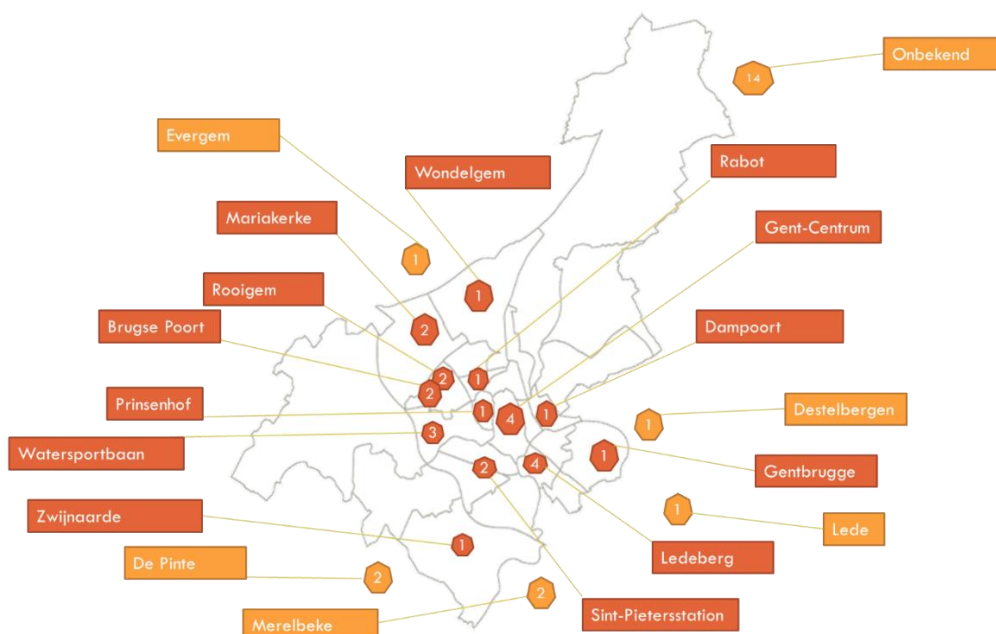 Onbekend
14
Evergem
Wondelgem
Rabot
Mariakerke
Gent-Centrum
1
Rooigem
1
2
Brugse Poort
Dampoort
2
1
2
Prinsenhof
1
4
1
Destelbergen
1
Watersportbaan
3
1
Gentbrugge
2
4
Zwijnaarde
1
Lede
1
Ledeberg
De Pinte
2
2
Merelbeke
Sint-Pietersstation